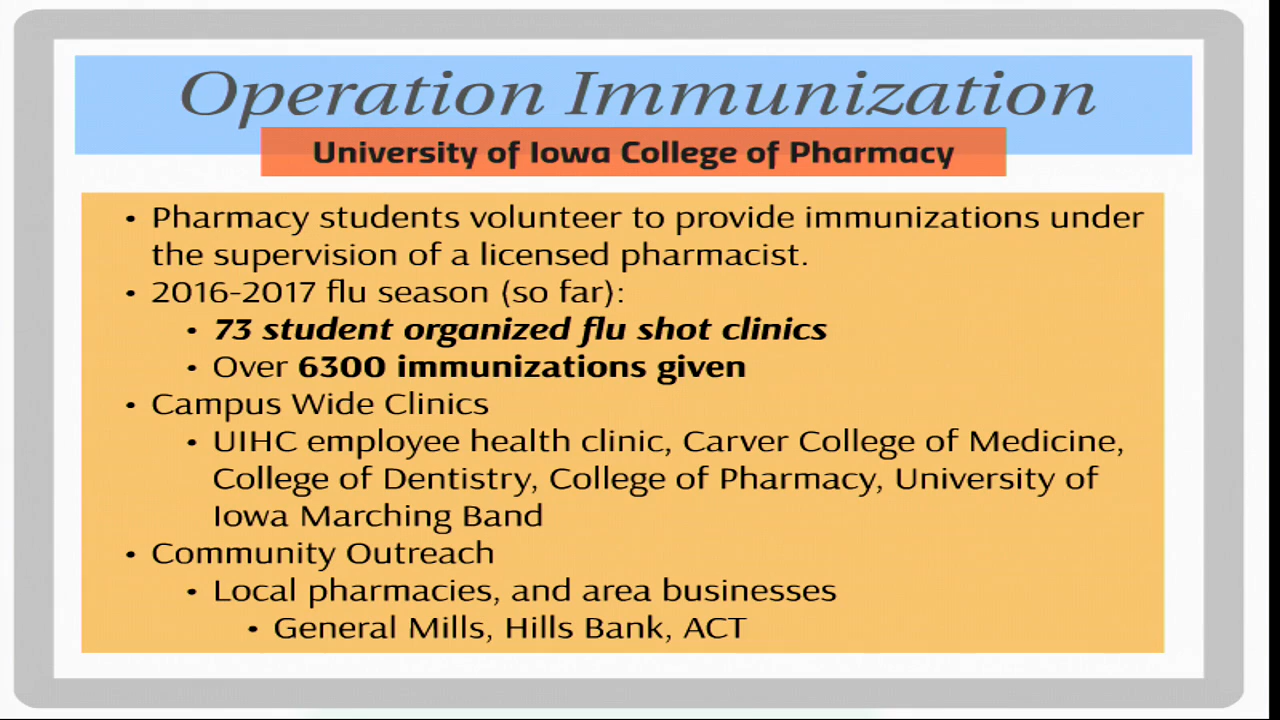 Operation Immunization
University of Iowa College of Pharmacy
• Pharmacy students volunteer to provide immunizations under
the supervision of a licensed pharmacist.
• 2016-2017 flu season (so far):
• 73 student organized flu shot clinics
• Over 6300 immunizations given
• Campus Wide Clinics
• UIHC employee health clinic, Carver College of Medicine,
College of Dentistry, College of Pharmacy, University of
Iowa Marching Band
• Community Outreach
• Local pharmacies, and area businesses
• General Mills, Hills Bank, ACT